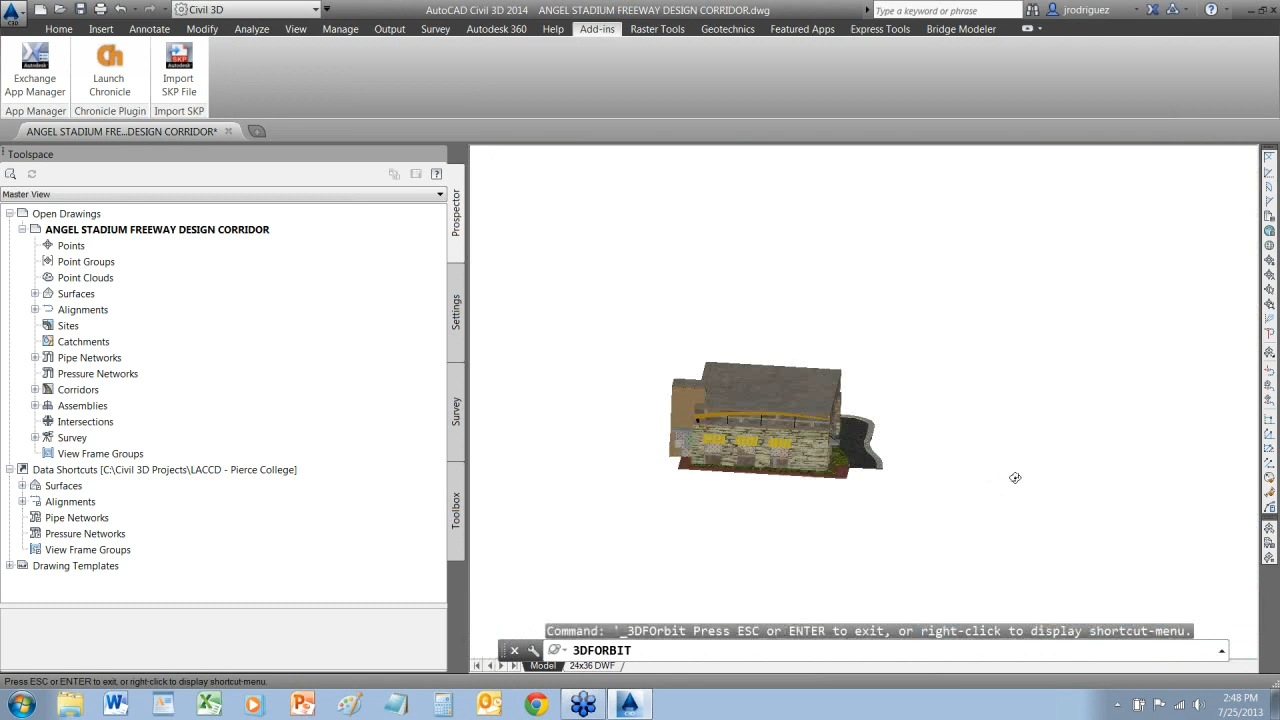 Civil 3D
AutoCAD Civil 3D 2014 ANGEL STADIUM FREEWAY DESIGN CORRIDOR.dwg
Type a keyword or phrase
jrodriguez
Home Insert Annotate Modify Analyze View Manage Output Survey Autodesk 360 Help Add-ins Raster Tools Geotechnics Featured Apps Express Tools Bridge Modeler
Exchange App Manager
Launch Chronicle
Import SKP File
App Manager Chronicle Plugin Import SKP
ANGEL STADIUM FRE...DESIGN CORRIDOR*
Toolspace
Master View
Open Drawings
ANGEL STADIUM FREEWAY DESIGN CORRIDOR
Points
Point Groups
Point Clouds
Surfaces
Alignments
Sites
Catchments
Pipe Networks
Pressure Networks
Corridors
Assemblies
Intersections
Survey
View Frame Groups
Data Shortcuts [C:\Civil 3D Projects\LACCD - Pierce College]
Surfaces
Alignments
Pipe Networks
Pressure Networks
View Frame Groups
Drawing Templates
Prospector
Settings
Survey
Toolbox
Command: '_3DFOrbit Press ESC or ENTER to exit, or right-click to display shortcut-menu.
3DFORBIT
Model 24x36 DWF
Press ESC or ENTER to exit, or right-click to display shortcut-menu.
2:48 PM
7/25/2013